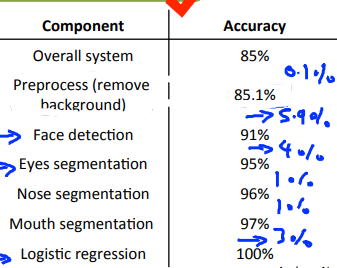 Component Accuracy
Overall system 85%
0.1%
Preprocess (remove
background) 85.1%
→ 5.9%
→ Face detection 91%
→ 4%
→ Eyes segmentation 95%
1%
Nose segmentation 96%
1%
Mouth segmentation 97%
→ 3%
→ Logistic regression 100%